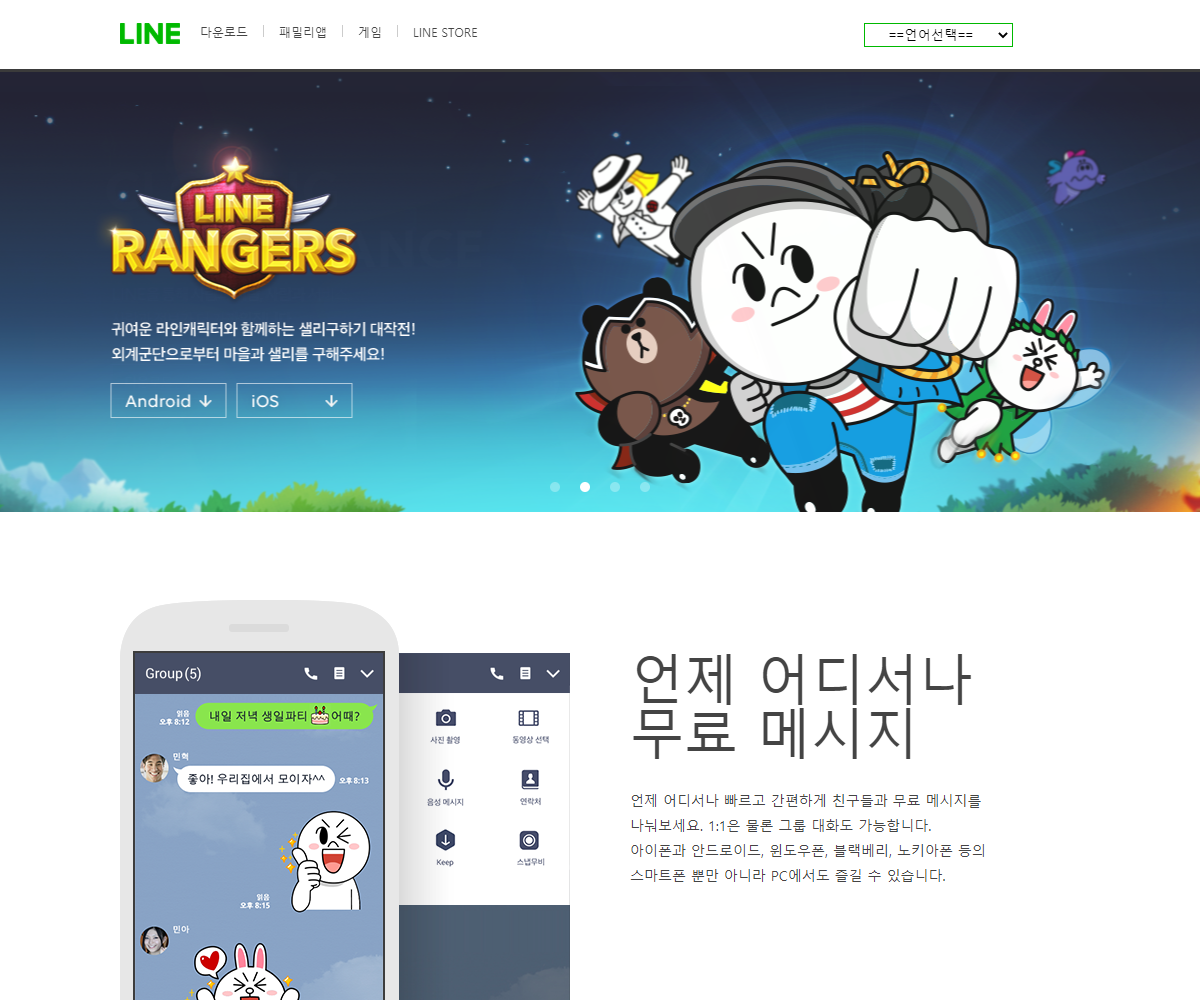 LINE
다운로드
패밀리앱
게임
LINE STORE
==언어선택==
LINE
RANGERS
귀여운 라인캐릭터와 함께하는 샐리구하기 대작전!
외계군단으로부터 마을과 샐리를 구해주세요!
Android ↓
iOS ↓
Group(5)
읽음
오후 8:12
내일 저녁 생일파티 어때?
민혁
좋아! 우리집에서 모이자^^
오후 8:13
읽음
오후 8:15
민아
사진 촬영
동영상 선택
음성 메시지
연락처
Keep
스냅무비
언제 어디서나
무료 메시지
언제 어디서나 빠르고 간편하게 친구들과 무료 메시지를
나눠보세요. 1:1은 물론 그룹 대화도 가능합니다.
아이폰과 안드로이드, 윈도우폰, 블랙베리, 노키아폰 등의
스마트폰 뿐만 아니라 PC에서도 즐길 수 있습니다.